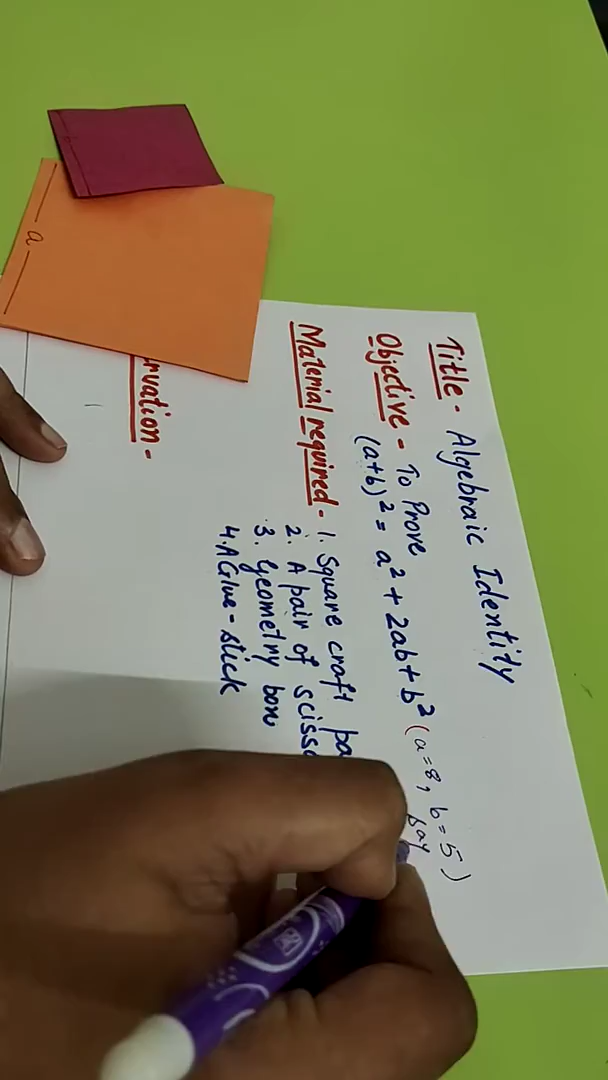 Title - Algebraic Identity
Objective - To Prove
(a+b)² = a² + 2ab + b² (a=8, b=5)
say
Material required - 1. Square craft pa
2. A pair of scisso
3. Geometry box
4. A Glue-stick
rvation -
a